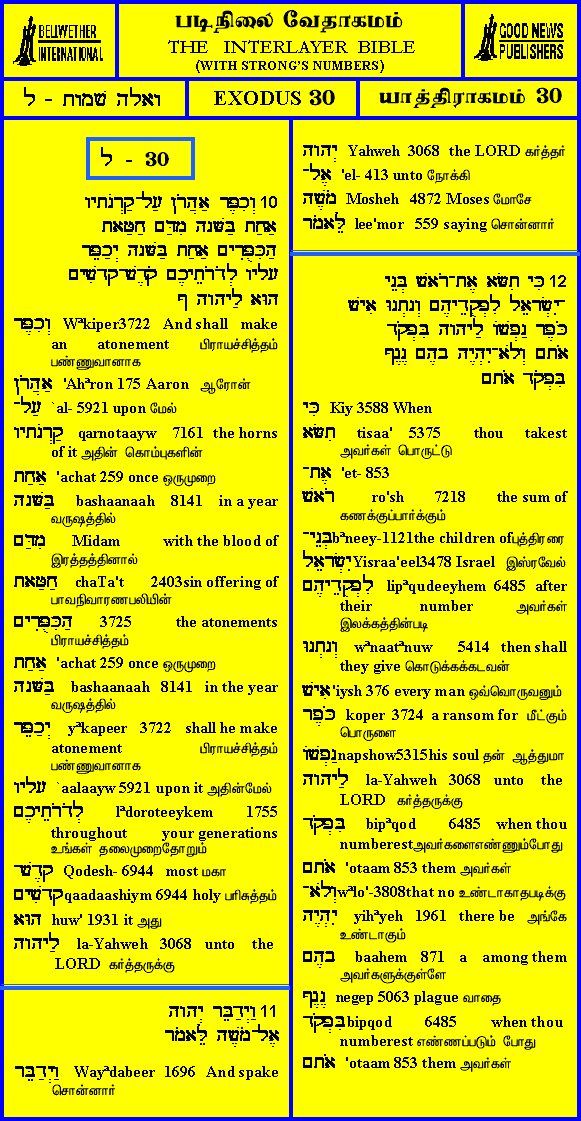 BELLWETHER
INTERNATIONAL
படிநிலை வேதாகமம்
THE INTERLAYER BIBLE
(WITH STRONG'S NUMBERS)
GOOD NEWS
PUBLISHERS
ואלה שמות - ל
EXODUS 30
யாத்திராகமம் 30
ל - 30
10 וְכִפֶּר אַהֲרֹן עַל־קַרְנֹתָיו
אַחַת בַּשָּׁנָה מִדַּם חַטַּאת
הַכִּפֻּרִים אַחַת בַּשָּׁנָה יְכַפֵּר
עָלָיו לְדֹרֹתֵיכֶם קֹדֶשׁ־קָדָשִׁים
הוּא לַיהוָה ף
וְכִפֶּר Wªkiper3722 And shall make
an atonement பிராயச்சித்தம்
பண்ணுவானாக
אַהֲרֹן 'Ahªron 175 Aaron ஆரோன்
עַל־ `al- 5921 upon மேல்
קַרְנֹתָיו qarnotaayw 7161 the horns
of it அதின் கொம்புகளின்
אַחַת 'achat 259 once ஒருமுறை
בַּשָּׁנָה bashaanaah 8141 in a year
வருஷத்தில்
מִדַּם Midam with the blood of
இரத்தத்தினால்
חַטַּאת chaTa't 2403sin offering of
பாவநிவாரணபலியின்
הַכִּפֻּרִים 3725 the atonements
பிராயச்சித்தம்
אַחַת 'achat 259 once ஒருமுறை
בַּשָּׁנָה bashaanaah 8141 in the year
வருஷத்தில்
יְכַפֵּר yªkapeer 3722 shall he make
atonement பிராயச்சித்தம்
பண்ணுவானாக
עָלָיו `aalaayw 5921 upon it அதின்மேல்
לְדֹרֹתֵיכֶם lªdoroteeykem 1755
throughout your generations
உங்கள் தலைமுறைதோறும்
קֹדֶשׁ־ Qodesh- 6944 most மகா
קָדָשִׁים qaadaashiym 6944 holy பரிசுத்தம்
הוּא huw' 1931 it அது
לַיהוָה la-Yahweh 3068 unto the
LORD கர்த்தருக்கு
11 וַיְדַבֵּר יְהוָה
אֶל־מֹשֶׁה לֵּאמֹר
וַיְדַבֵּר Wayªdabeer 1696 And spake
சொன்னார்
יְהוָה Yahweh 3068 the LORD கர்த்தர்
אֶל־ 'el- 413 unto நோக்கி
מֹשֶׁה Mosheh 4872 Moses மோசே
לֵּאמֹר lee'mor 559 saying சொன்னார்
12 כִּי תִשָּׂא אֶת־רֹאשׁ בְּנֵי
־יִשְׂרָאֵל לִפְקֻדֵיהֶם וְנָתְנוּ אִישׁ
כֹּפֶר נַפְשׁוֹ לַיהוָה בִּפְקֹד
אֹתָם וְלֹא־יִהְיֶה בָהֶם נֶגֶף
בִּפְקֹד אֹתָם
כִּי Kiy 3588 When
תִשָּׂא tisaa' 5375 thou takest
அவர்கள் பொருட்டு
אֶת־ 'et- 853
רֹאשׁ ro'sh 7218 the sum of
கணக்குப்பார்க்கும்
בְּנֵי־ bªneey-1121the children ofபுத்திரரை
יִשְׂרָאֵל Yisraa'eel3478 Israel இஸ்ரவேல்
לִפְקֻדֵיהֶם lipªqudeeyhem 6485 after
their number அவர்கள்
இலக்கத்தின்படி
וְנָתְנוּ wªnaatªnuw 5414 then shall
they give கொடுக்கக்கடவன்
אִישׁ 'iysh 376 every man ஒவ்வொருவனும்
כֹּפֶר koper 3724 a ransom for மீட்கும்
பொருளை
נַפְשׁוֹ napshow5315his soul தன் ஆத்துமா
לַיהוָה la-Yahweh 3068 unto the
LORD கர்த்தருக்கு
בִּפְקֹד bipªqod 6485 when thou
numberestஅவர்களைஎண்ணும்போது
אֹתָם 'otaam 853 them அவர்கள்
וְלֹא־ wªlo'-3808that no உண்டாகாதபடிக்கு
יִהְיֶה yihªyeh 1961 there be அங்கே
உண்டாகும்
בָהֶם baahem 871 a among them
அவர்களுக்குள்ளே
נֶגֶף negep 5063 plague வாதை
בִּפְקֹד bipqod 6485 when thou
numberest எண்ணப்படும் போது
אֹתָם 'otaam 853 them அவர்கள்